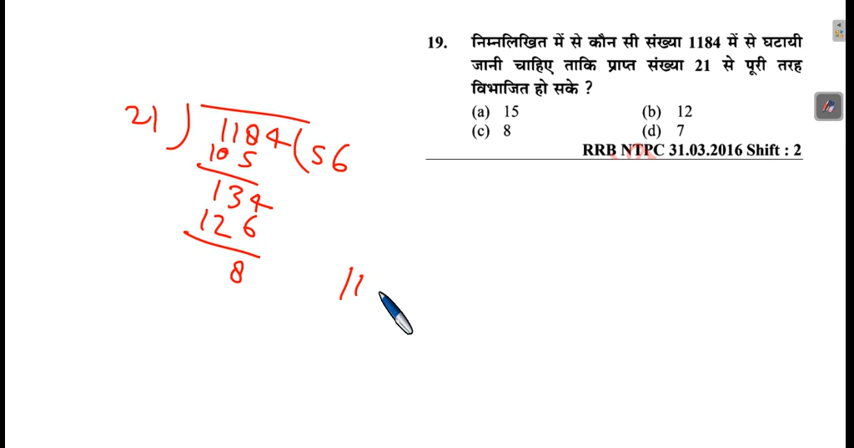 19. निम्नलिखित में से कौन सी संख्या 1184 में से घटायी
जानी चाहिए ताकि प्राप्त संख्या 21 से पूरी तरह
विभाजित हो सके ?
(a) 15 (b) 12
(c) 8 (d) 7
RRB NTPC 31.03.2016 Shift : 2
21 ) 1184 ( 56
105
134
126
8
11